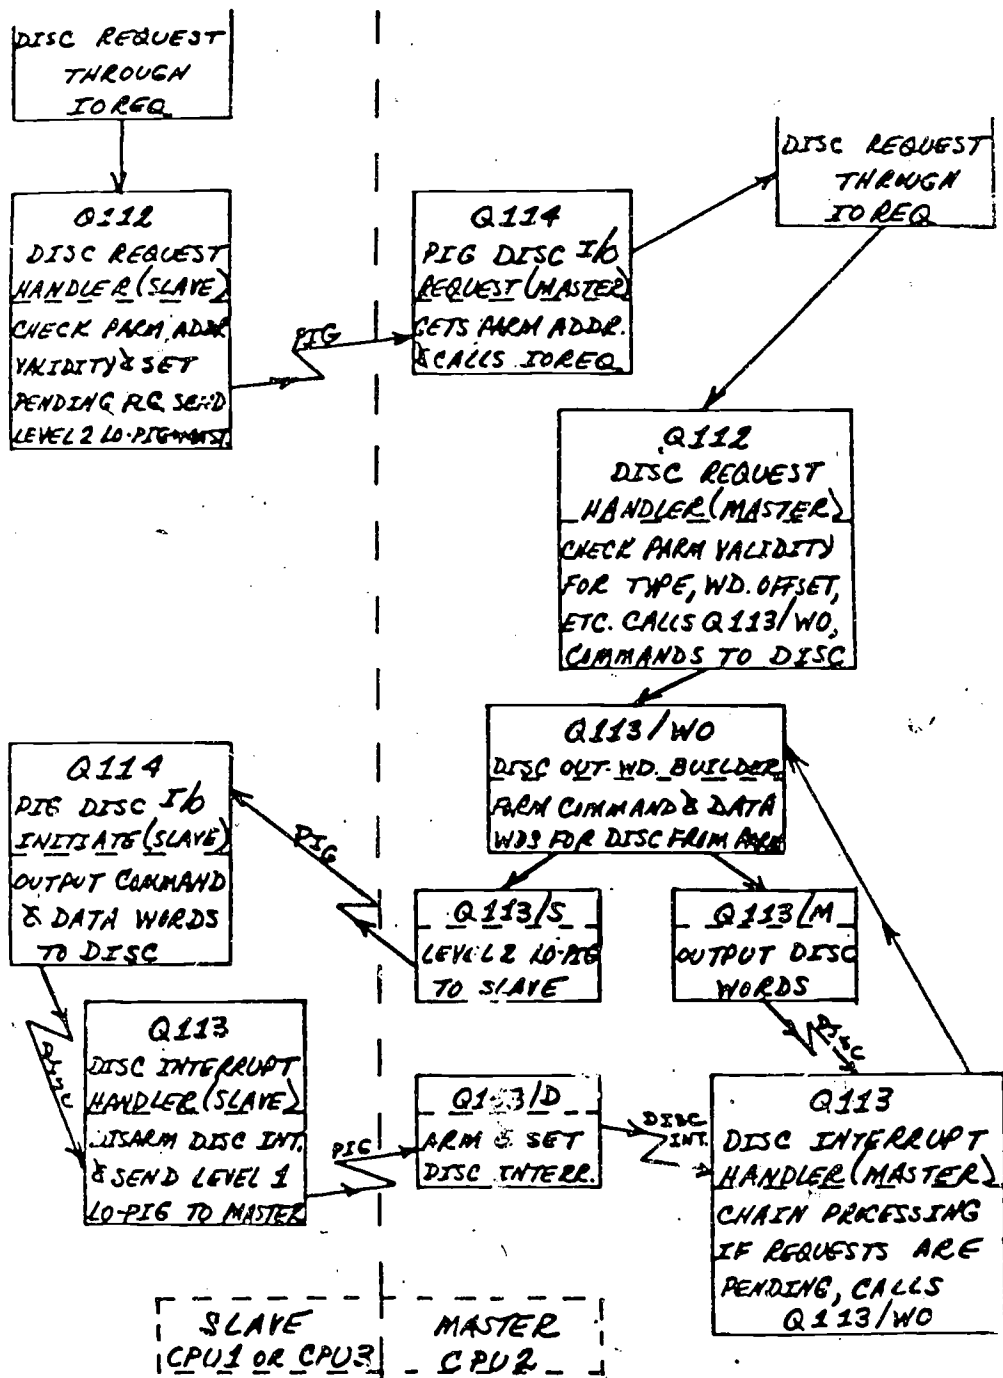 DISC REQUEST
THROUGH
IOREQ
Q112
DISC REQUEST
HANDLER (SLAVE)
CHECK PARM ADDR
VALIDITY & SET
PENDING RQ. SEND
LEVEL 2 LO-PIG
PIG
Q114
PIG DISC I/O
REQUEST (MASTER)
GETS PARM ADDR.
& CALLS IOREQ
DISC REQUEST
THROUGH
IOREQ
Q112
DISC REQUEST
HANDLER (MASTER)
CHECK PARM VALIDITY
FOR TYPE, WD. OFFSET,
ETC. CALLS Q113/WO,
COMMANDS TO DISC
Q113/WO
DISC OUT. WD. BUILDER
FORM COMMAND & DATA
WDS FOR DISC FROM PARM
Q114
PIG DISC I/O
INITIATE (SLAVE)
OUTPUT COMMAND
& DATA WORDS
TO DISC
PIG
Q113/S
LEVEL 2 LO-PIG
TO SLAVE
Q113/M
OUTPUT DISC
WORDS
DISC
DISC
Q113
DISC INTERRUPT
HANDLER (SLAVE)
DISARM DISC INT.
& SEND LEVEL 1
LO-PIG TO MASTER
PIG
Q113/D
ARM & SET
DISC INTERR.
DISC
INT.
Q113
DISC INTERRUPT
HANDLER (MASTER)
CHAIN PROCESSING
IF REQUESTS ARE
PENDING, CALLS
Q113/WO
SLAVE
CPU1 OR CPU3
MASTER
CPU2